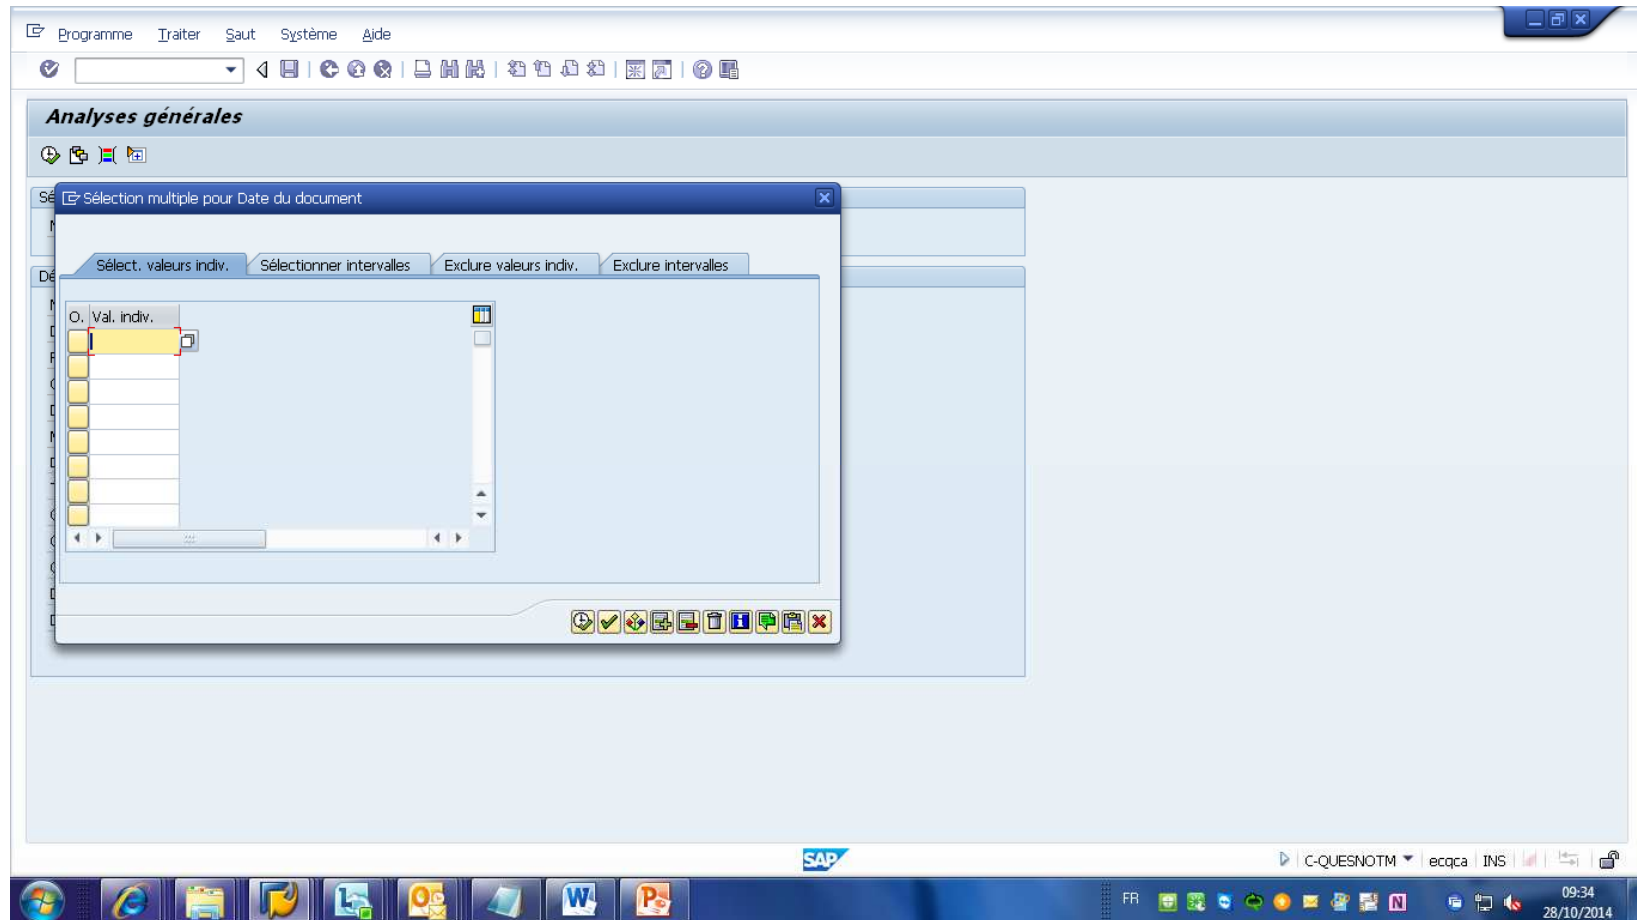 Programme Traiter Saut Système Aide
Analyses générales
Sélection multiple pour Date du document
Sélect. valeurs indiv. Sélectionner intervalles Exclure valeurs indiv. Exclure intervalles
O. Val. indiv.
SAP
C-QUESNOTM ecqca INS
FR 09:34
28/10/2014